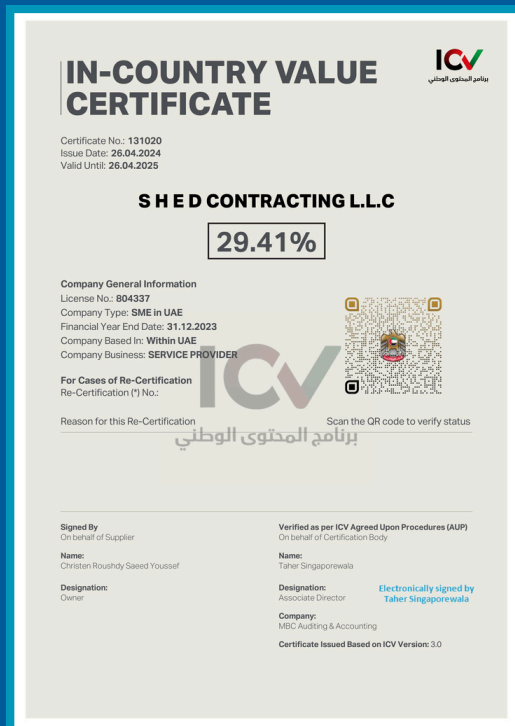 IN-COUNTRY VALUE
CERTIFICATE
ICV
برنامج المحتوى الوطني
Certificate No.: 131020
Issue Date: 26.04.2024
Valid Until: 26.04.2025
S H E D CONTRACTING L.L.C
29.41%
Company General Information
License No.: 804337
Company Type: SME in UAE
Financial Year End Date: 31.12.2023
Company Based In: Within UAE
Company Business: SERVICE PROVIDER
For Cases of Re-Certification
Re-Certification (*) No.:
ICV
Reason for this Re-Certification
Scan the QR code to verify status
برنامج المحتوى الوطني
Signed By
On behalf of Supplier
Name:
Christen Roushdy Saeed Youssef
Designation:
Owner
Verified as per ICV Agreed Upon Procedures (AUP)
On behalf of Certification Body
Name:
Taher Singaporewala
Designation:
Associate Director
Electronically signed by
Taher Singaporewala
Company:
MBC Auditing & Accounting
Certificate Issued Based on ICV Version: 3.0